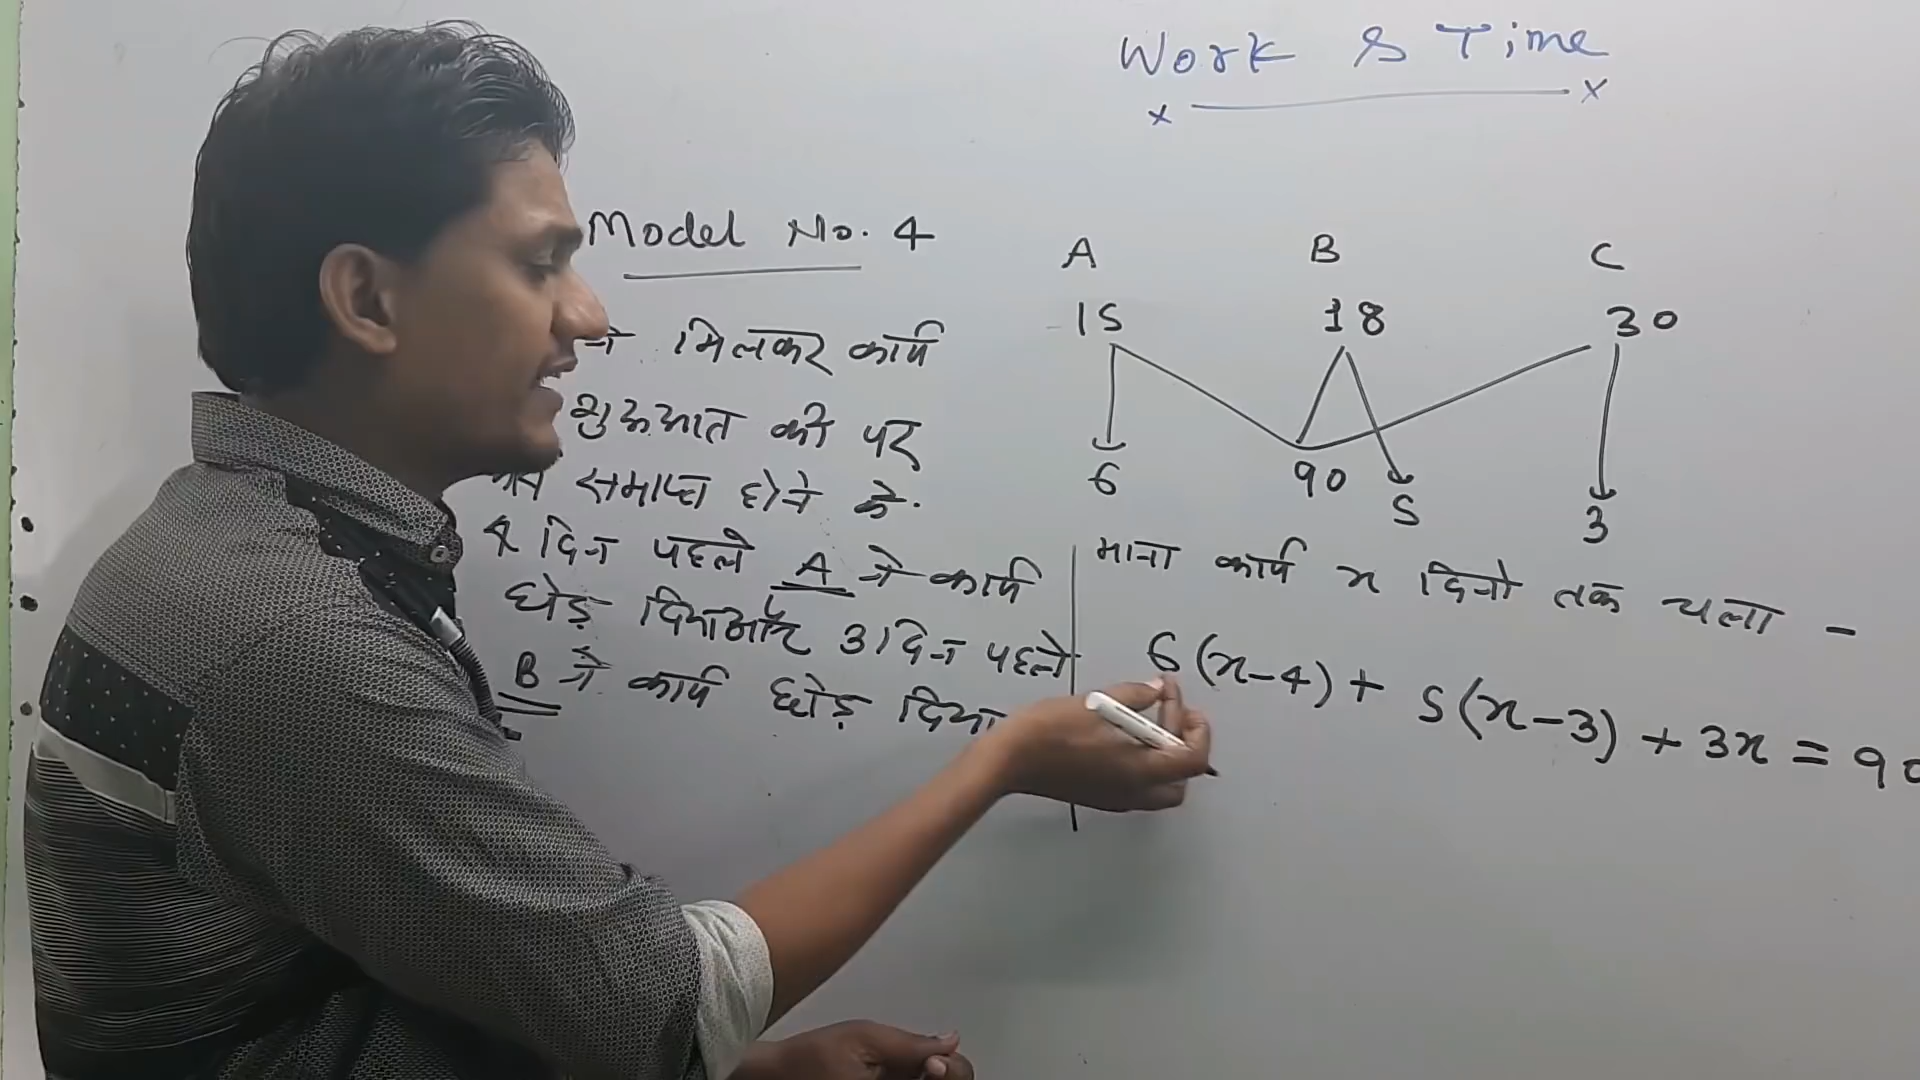 Work & Time
x x
Model No. 4
ने मिलकर कार्य
शुरुआत की पर
समाप्त होने के
4 दिन पहले A ने कार्य
छोड़ दिया और 3 दिन पहले
B ने कार्य छोड़ दिया
A B C
15 18 30
6 90 5 3
माना कार्य x दिनो तक चला -
6(x-4) + 5(x-3) + 3x = 90